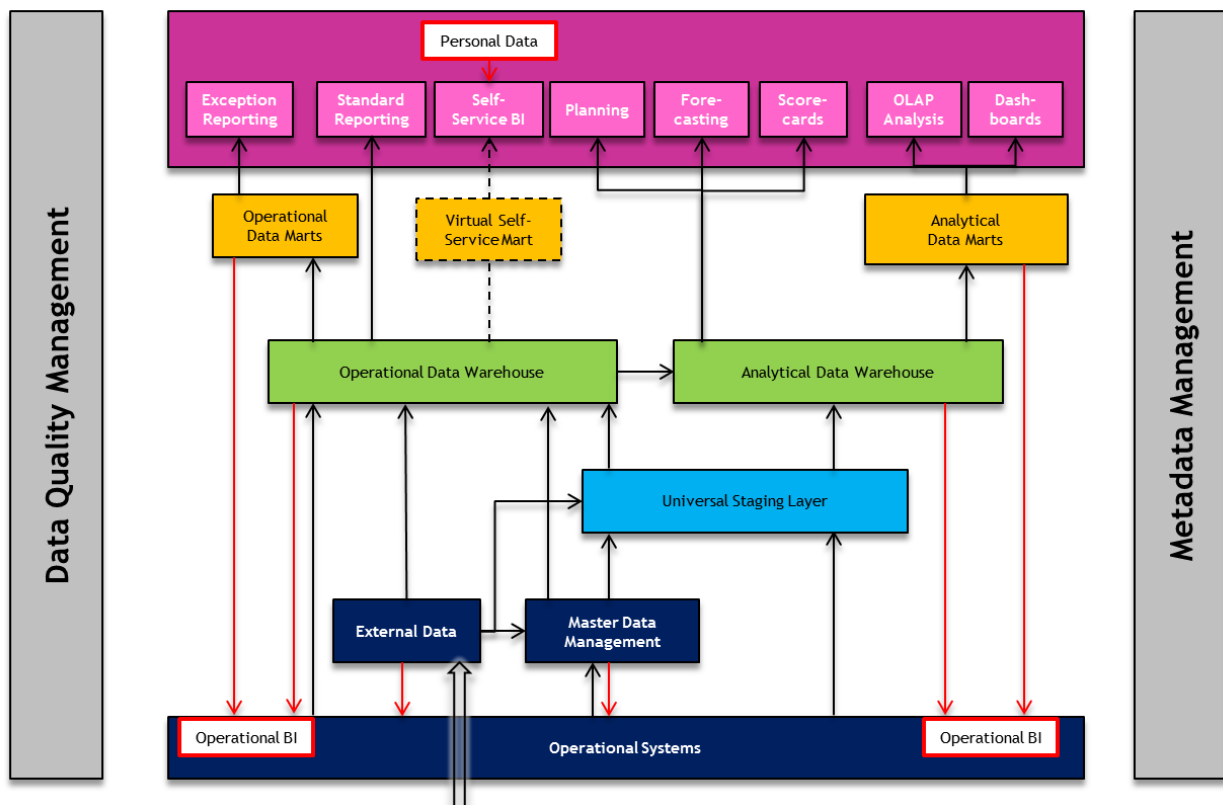 Data Quality Management
Personal Data
Exception
Reporting
Standard
Reporting
Self-
Service BI
Planning
Fore-
casting
Score-
cards
OLAP
Analysis
Dash-
boards
Operational
Data Marts
Virtual Self-
Service Mart
Analytical
Data Marts
Operational Data Warehouse
Analytical Data Warehouse
Universal Staging Layer
External Data
Master Data
Management
Operational BI
Operational Systems
Operational BI
Metadata Management